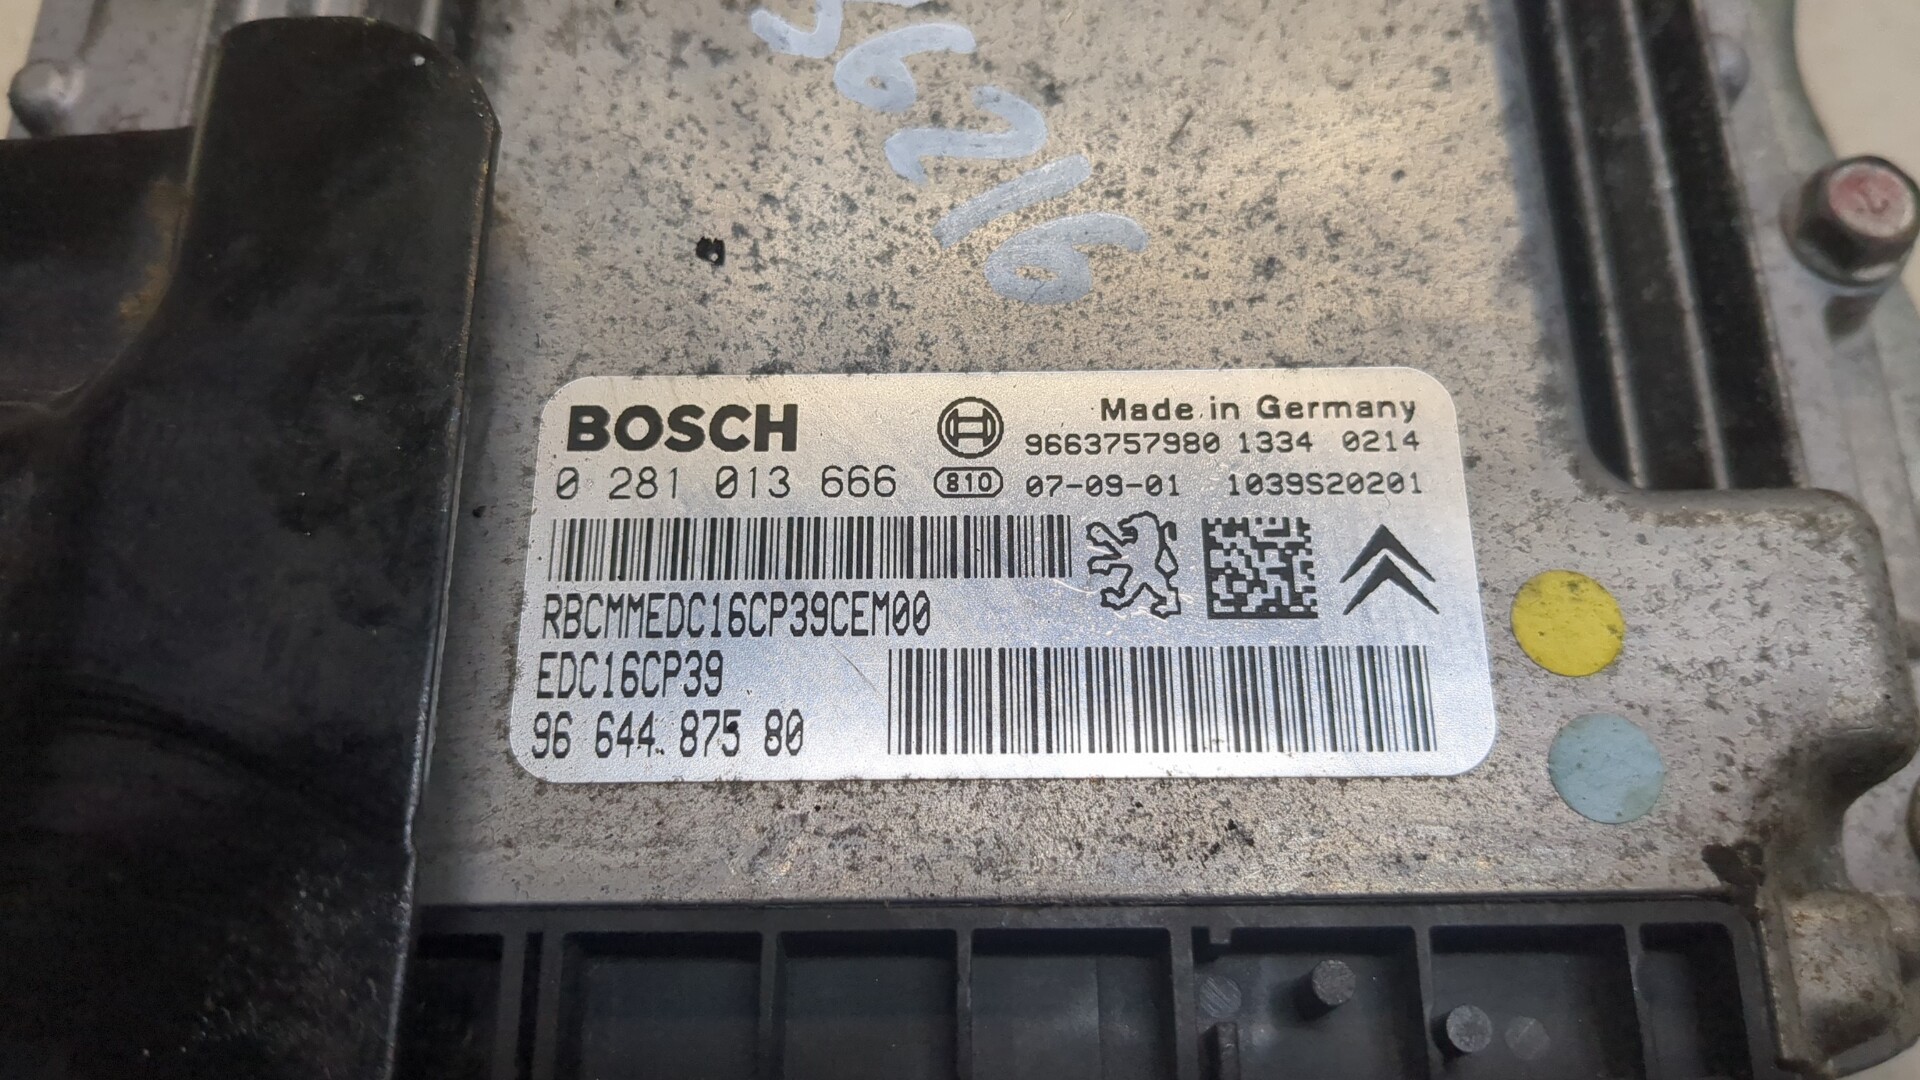 56216
BOSCH
Made in Germany
9663757980 1334 0214
0 281 013 666 810 07-09-01 1039S20201
RBCMMEDC16CP39CEM00
EDC16CP39
96 644 875 80